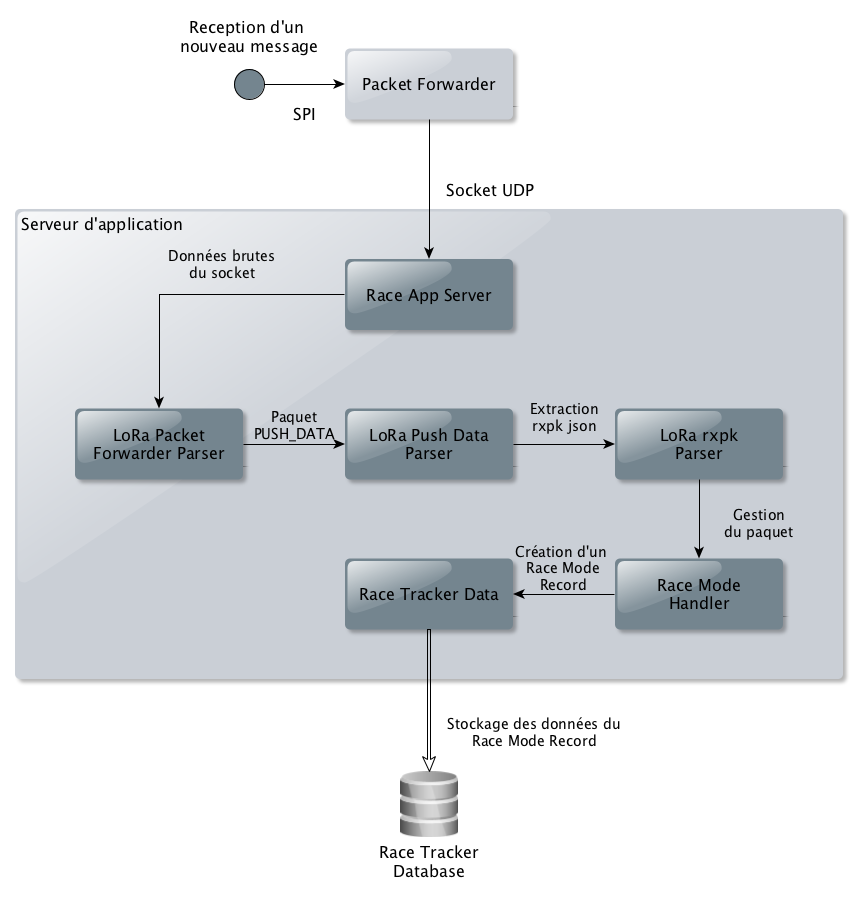 Reception d'un
nouveau message
Packet Forwarder
SPI
Socket UDP
Serveur d'application
Données brutes
du socket
Race App Server
LoRa Packet
Forwarder Parser
Paquet
PUSH_DATA
LoRa Push Data
Parser
Extraction
rxpk json
LoRa rxpk
Parser
Gestion
du paquet
Race Mode
Handler
Création d'un
Race Mode
Record
Race Tracker Data
Stockage des données du
Race Mode Record
Race Tracker
Database